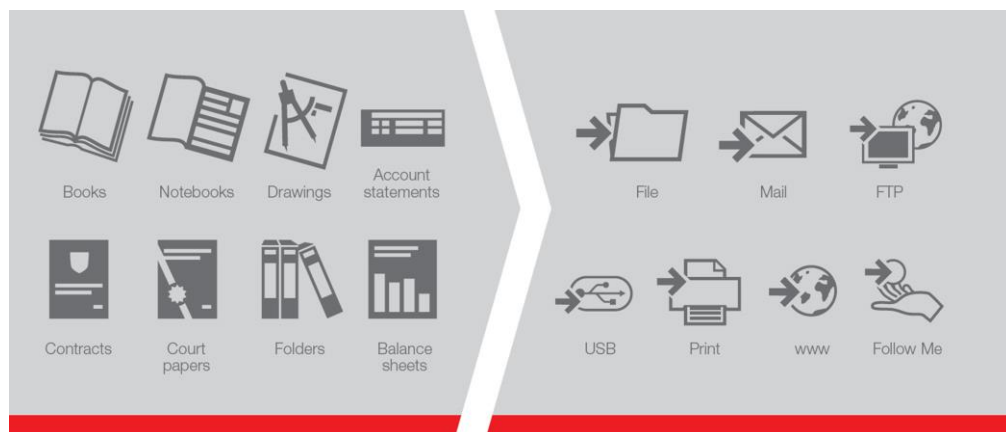 Books
Notebooks
Drawings
Account
statements
Contracts
Court
papers
Folders
Balance
sheets
File
Mail
FTP
USB
Print
www
Follow Me